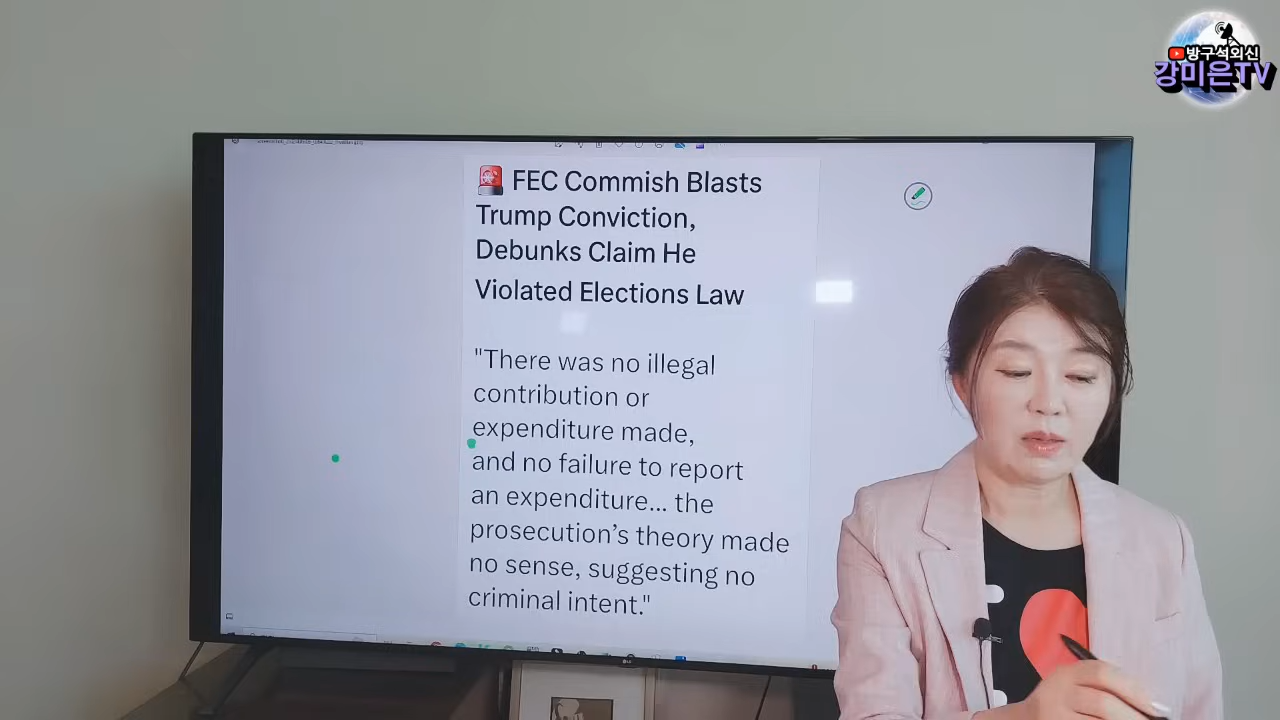 방구석외신
강미은TV
FEC Commish Blasts
Trump Conviction,
Debunks Claim He
Violated Elections Law
"There was no illegal
contribution or
expenditure made,
and no failure to report
an expenditure... the
prosecution’s theory made
no sense, suggesting no
criminal intent."
LG